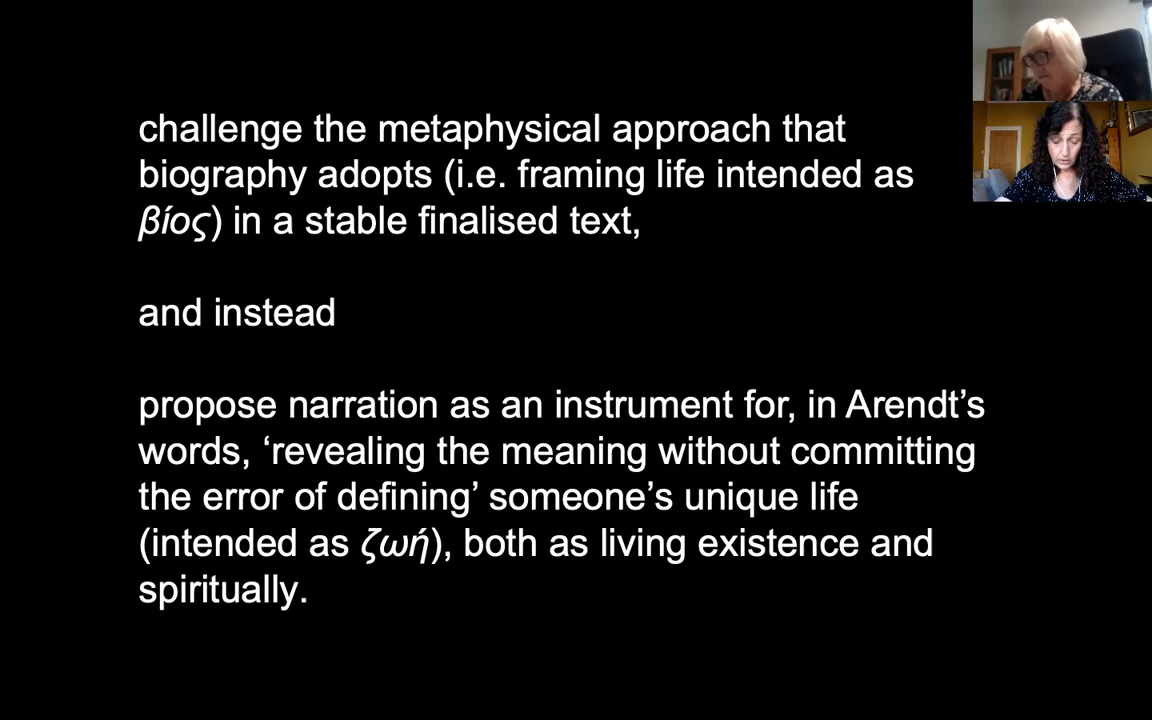 challenge the metaphysical approach that
biography adopts (i.e. framing life intended as
βίος) in a stable finalised text,
and instead
propose narration as an instrument for, in Arendt’s
words, ‘revealing the meaning without committing
the error of defining’ someone’s unique life
(intended as ζωή), both as living existence and
spiritually.